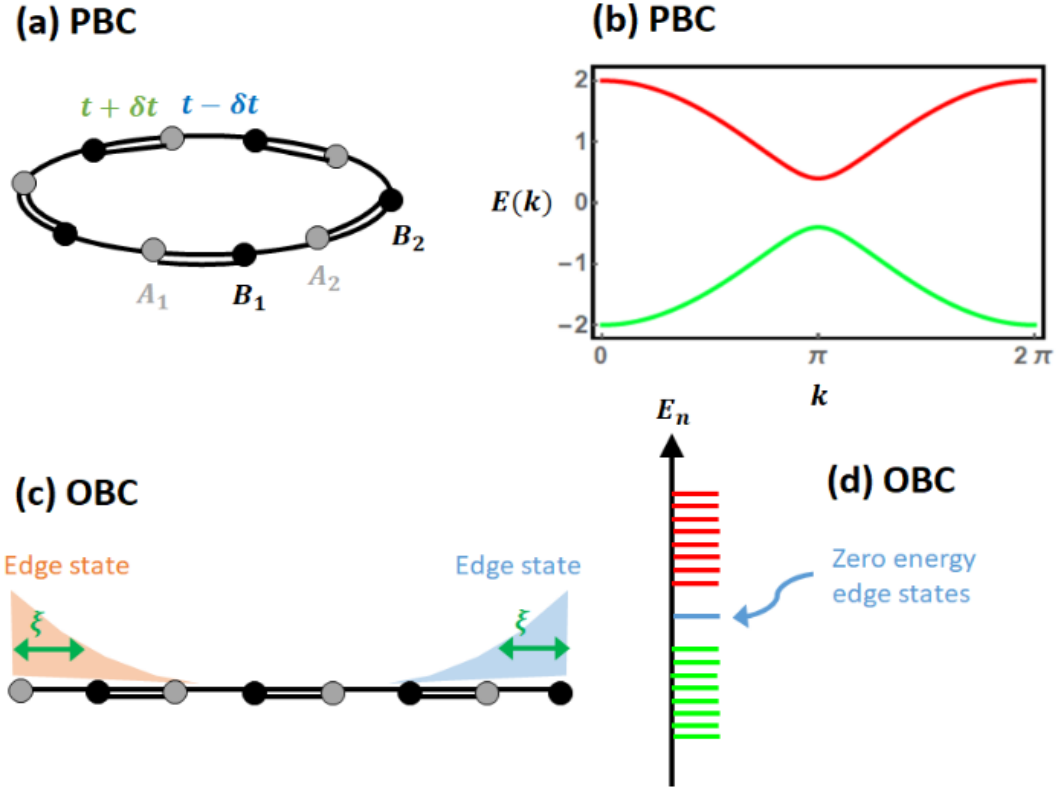 (a) PBC
t + δt t − δt
A₁
B₁
A₂
B₂
(b) PBC
2
1
0
−1
−2
E(k)
0 π 2 π
k
(c) OBC
Edge state
Edge state
ξ
ξ
Eₙ
(d) OBC
Zero energy
edge states